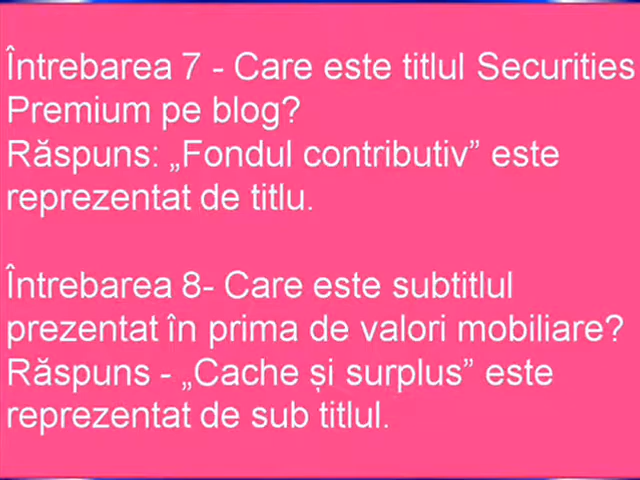 Întrebarea 7 - Care este titlul Securities
Premium pe blog?
Răspuns: „Fondul contributiv” este
reprezentat de titlu.
Întrebarea 8- Care este subtitlul
prezentat în prima de valori mobiliare?
Răspuns - „Cache și surplus” este
reprezentat de sub titlul.